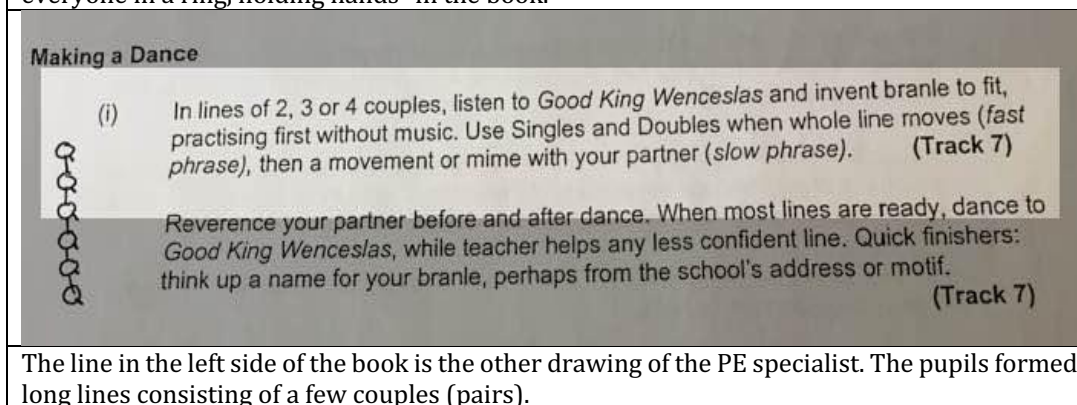 everyone in a ring, holding hands" in the book.
Making a Dance
(i) In lines of 2, 3 or 4 couples, listen to Good King Wenceslas and invent branle to fit,
practising first without music. Use Singles and Doubles when whole line moves (fast
phrase), then a movement or mime with your partner (slow phrase). (Track 7)
Reverence your partner before and after dance. When most lines are ready, dance to
Good King Wenceslas, while teacher helps any less confident line. Quick finishers:
think up a name for your branle, perhaps from the school's address or motif.
(Track 7)
The line in the left side of the book is the other drawing of the PE specialist. The pupils formed
long lines consisting of a few couples (pairs).